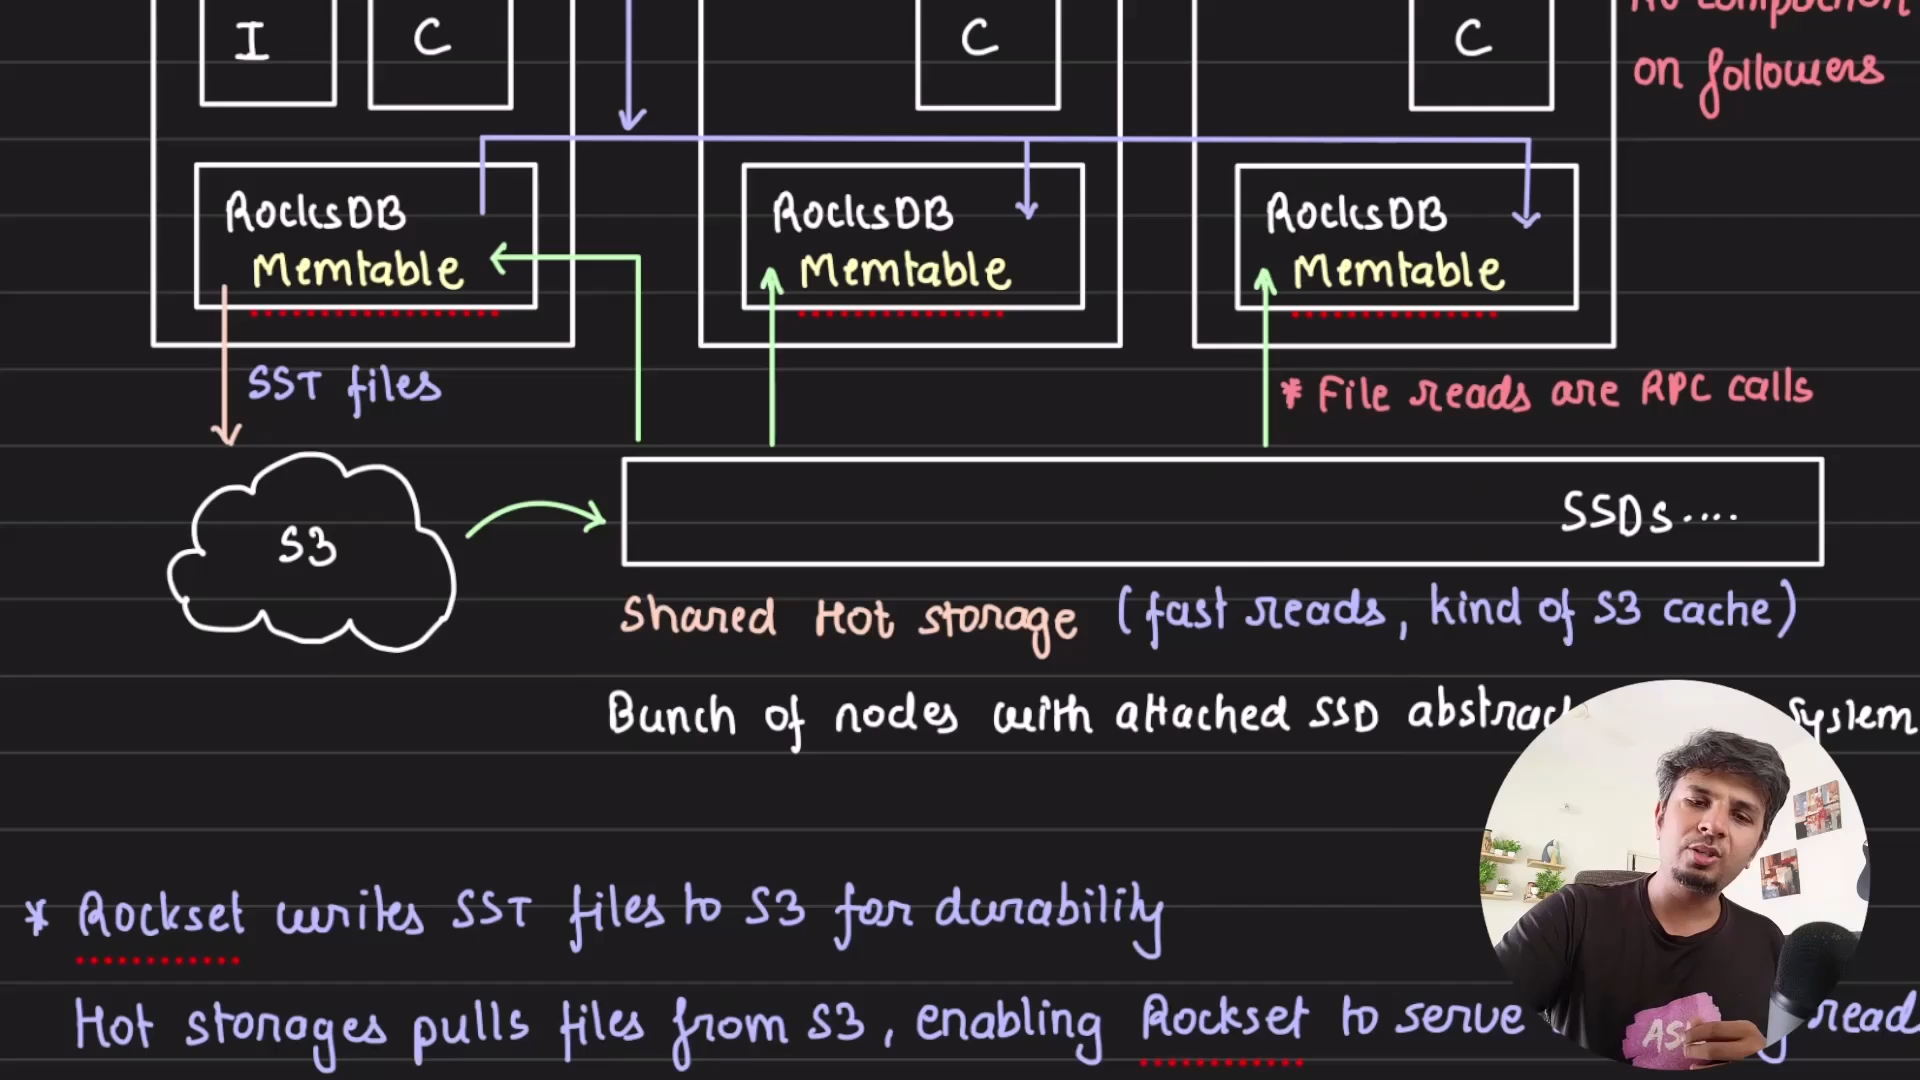 I C C C
on followers
RocksDB RocksDB RocksDB
Memtable Memtable Memtable
SST files
* File reads are RPC calls
S3
SSDs....
Shared Hot storage (fast reads, kind of S3 cache)
Bunch of nodes with attached SSD system
* Rockset writes SST files to S3 for durability
Hot storages pulls files from S3, enabling Rockset to serve read